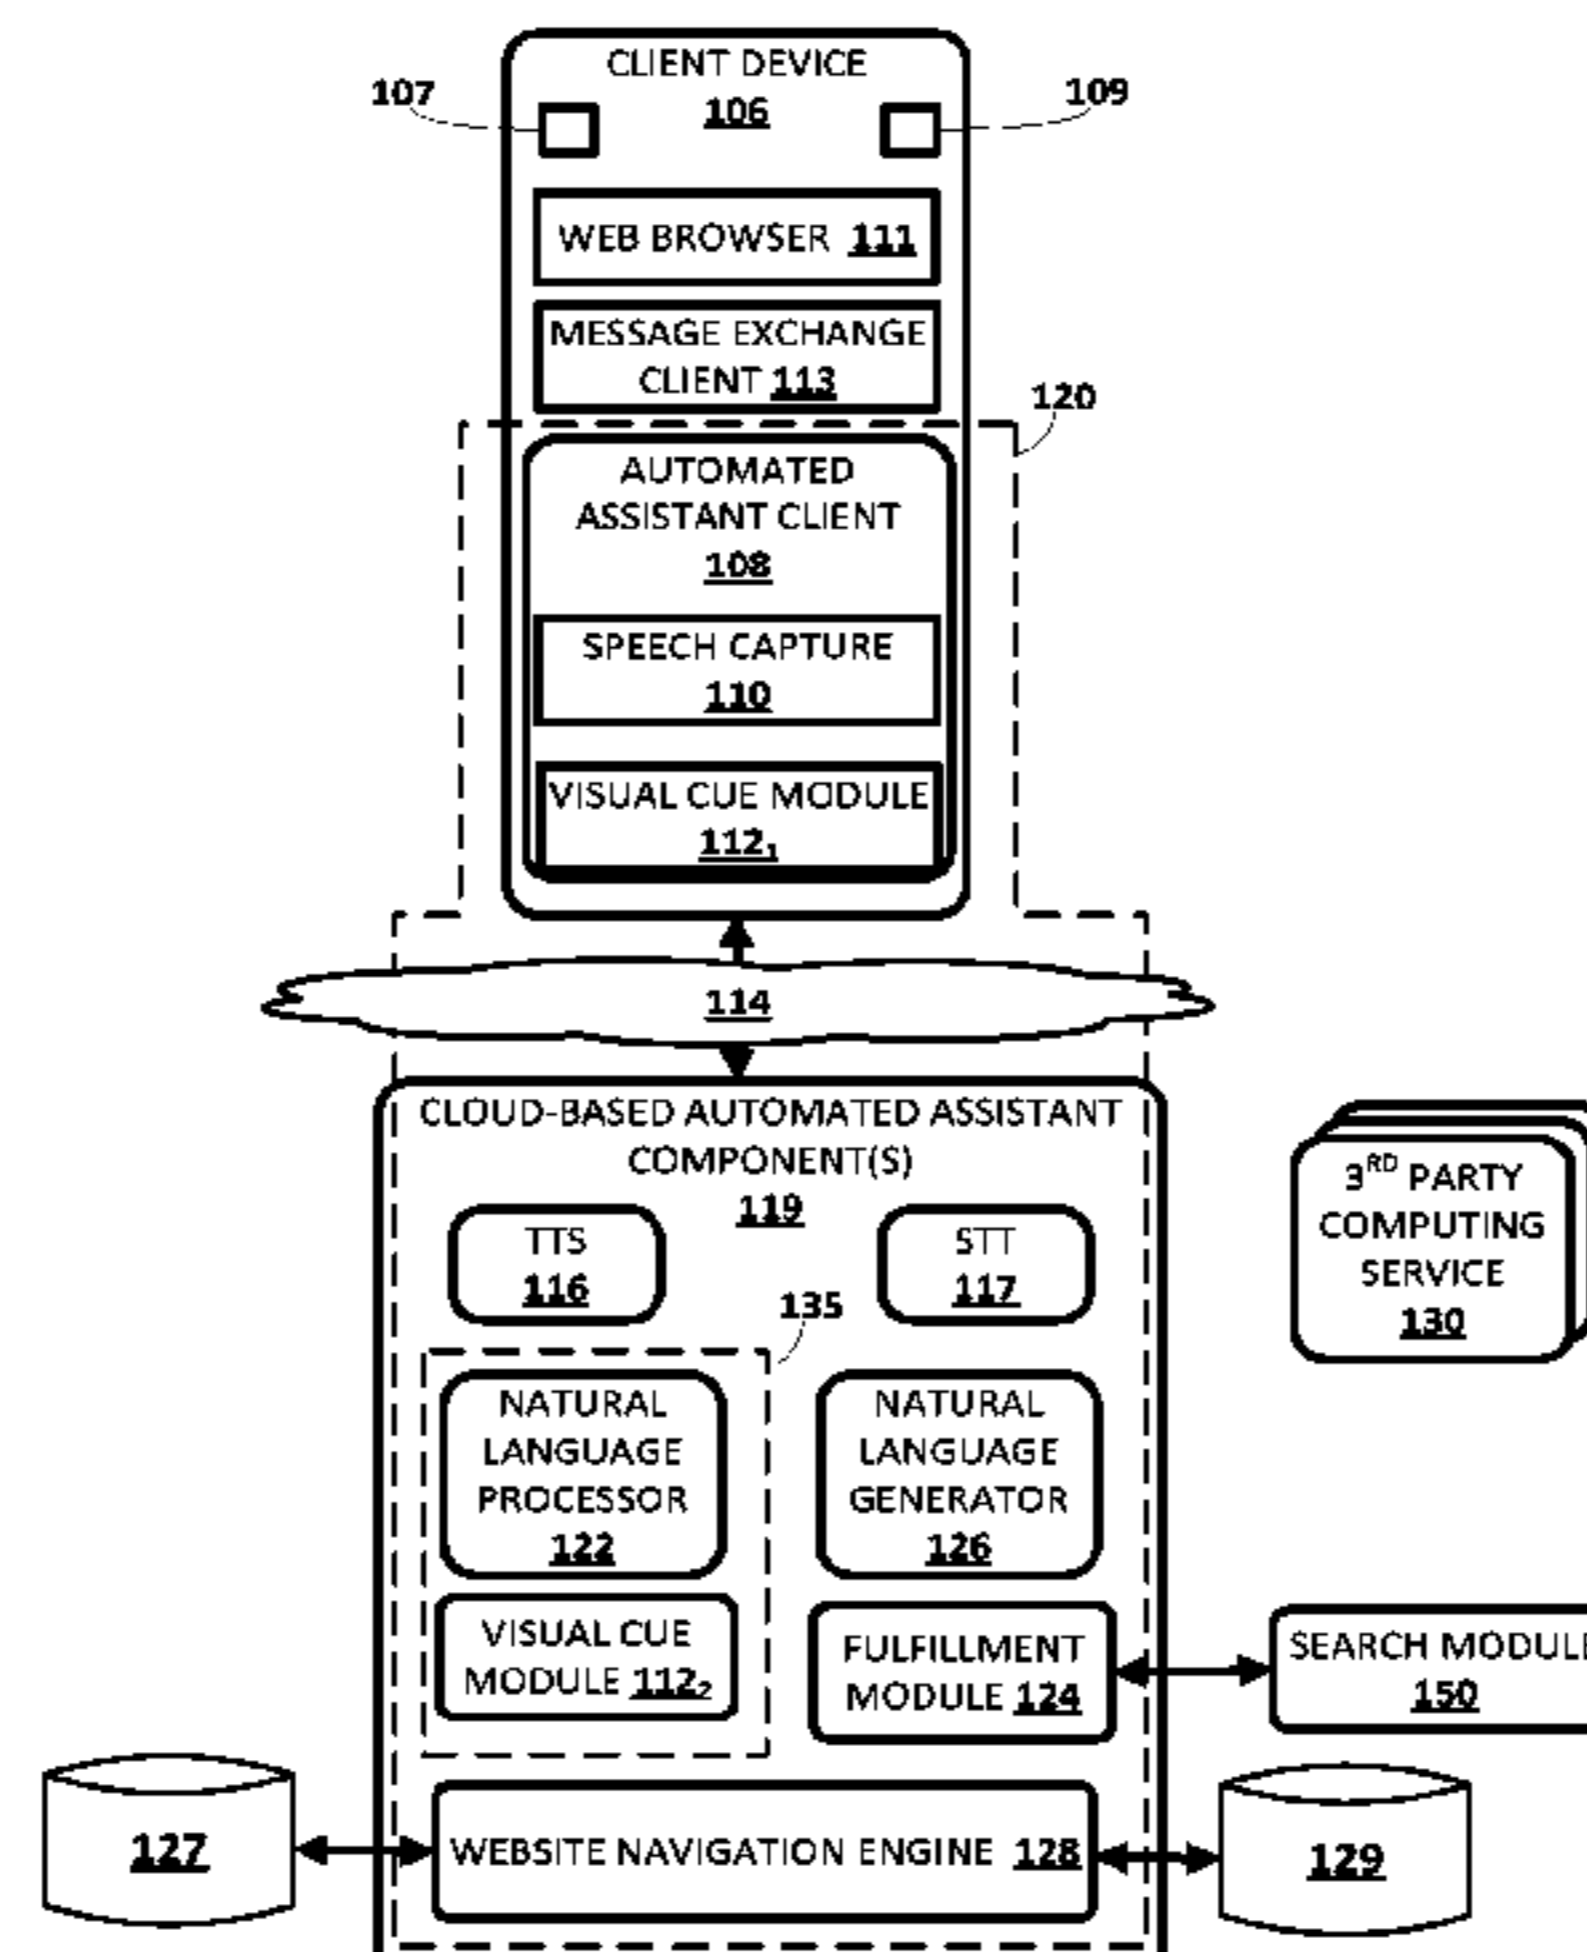 CLIENT DEVICE
107
106
109
WEB BROWSER 111
MESSAGE EXCHANGE
CLIENT 113
120
AUTOMATED
ASSISTANT CLIENT
108
SPEECH CAPTURE
110
VISUAL CUE MODULE
112₁
114
CLOUD-BASED AUTOMATED ASSISTANT
COMPONENT(S)
119
TTS
116
STT
117
135
3ᴿᴰ PARTY
COMPUTING
SERVICE
130
NATURAL
LANGUAGE
PROCESSOR
122
NATURAL
LANGUAGE
GENERATOR
126
VISUAL CUE
MODULE 112₂
FULFILLMENT
MODULE 124
SEARCH MODULE
150
127
WEBSITE NAVIGATION ENGINE 128
129